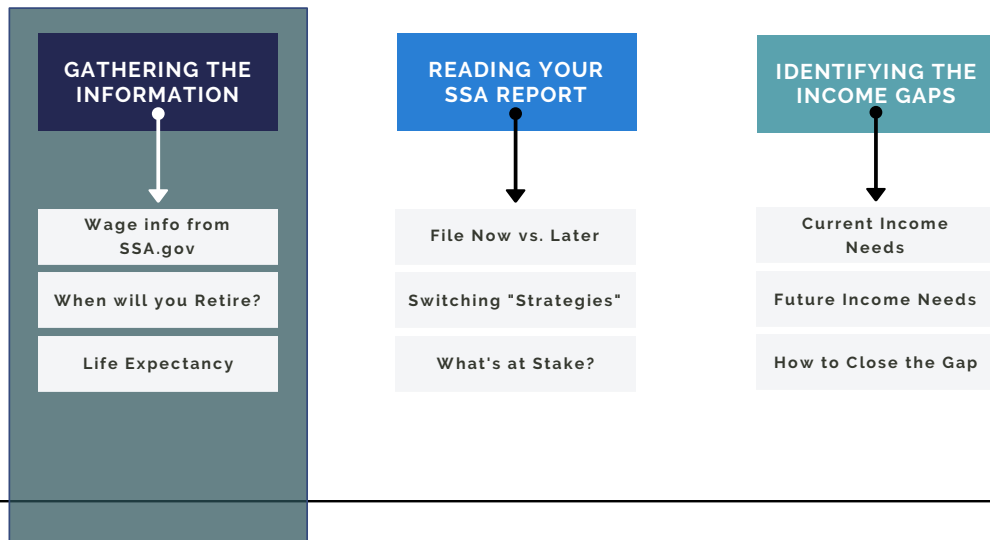 GATHERING THE
INFORMATION
Wage info from
SSA.gov
When will you Retire?
Life Expectancy
READING YOUR
SSA REPORT
File Now vs. Later
Switching "Strategies"
What's at Stake?
IDENTIFYING THE
INCOME GAPS
Current Income
Needs
Future Income Needs
How to Close the Gap